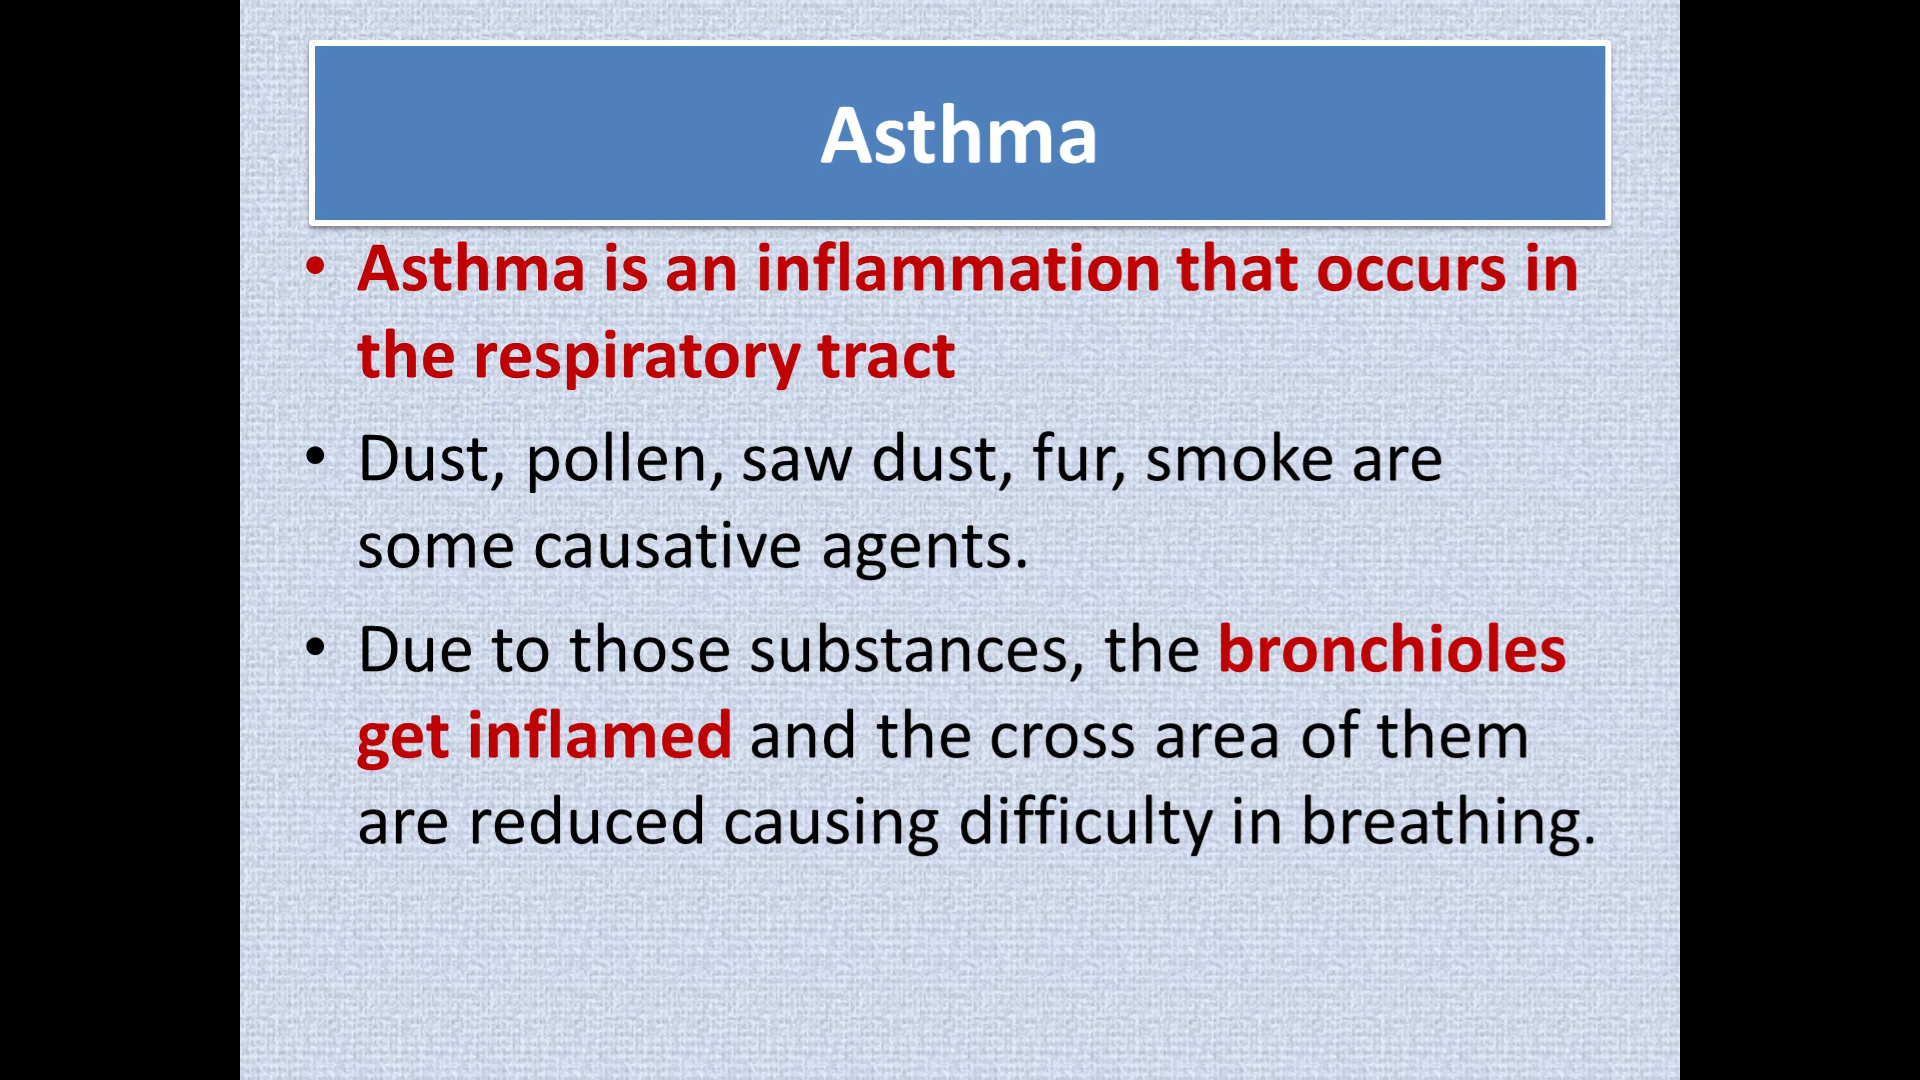 Asthma
• Asthma is an inflammation that occurs in
the respiratory tract
• Dust, pollen, saw dust, fur, smoke are
some causative agents.
• Due to those substances, the bronchioles
get inflamed and the cross area of them
are reduced causing difficulty in breathing.